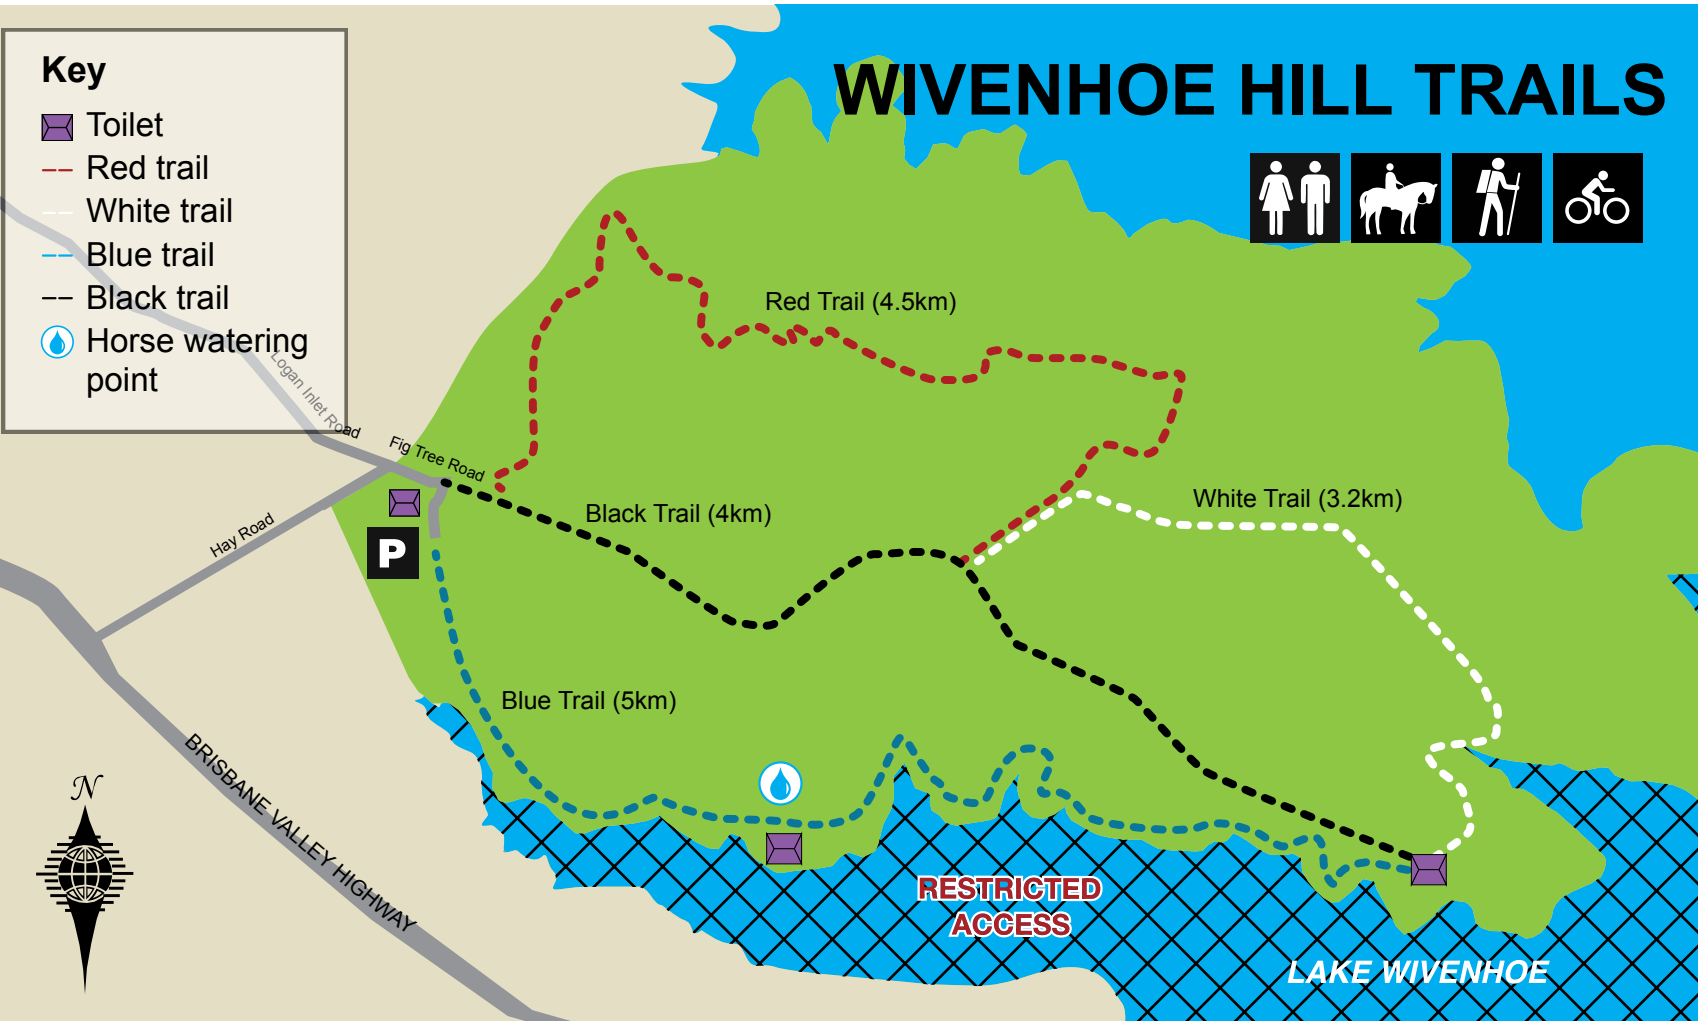 WIVENHOE HILL TRAILS
Key
Toilet
Red trail
White trail
Blue trail
Black trail
Horse watering
point
Logan Inlet Road
Fig Tree Road
Hay Road
P
Red Trail (4.5km)
Black Trail (4km)
White Trail (3.2km)
Blue Trail (5km)
BRISBANE VALLEY HIGHWAY
N
RESTRICTED
ACCESS
LAKE WIVENHOE